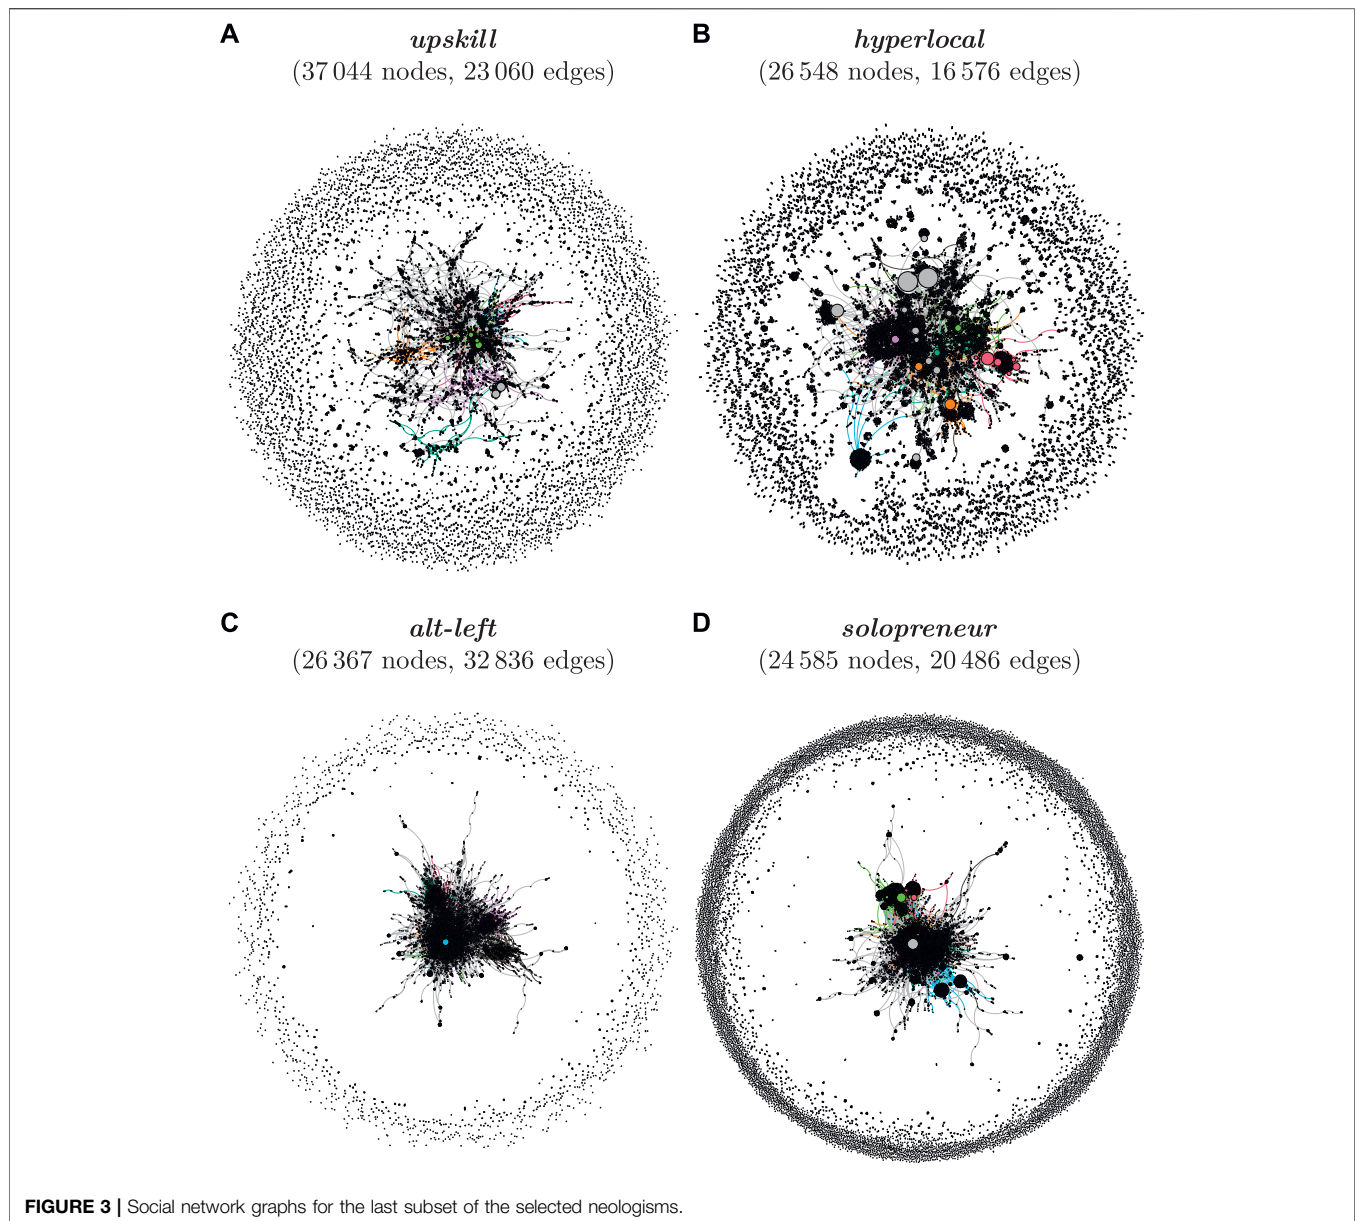 A
upskill
(37 044 nodes, 23 060 edges)
B
hyperlocal
(26 548 nodes, 16 576 edges)
C
alt-left
(26 367 nodes, 32 836 edges)
D
solopreneur
(24 585 nodes, 20 486 edges)
FIGURE 3 | Social network graphs for the last subset of the selected neologisms.